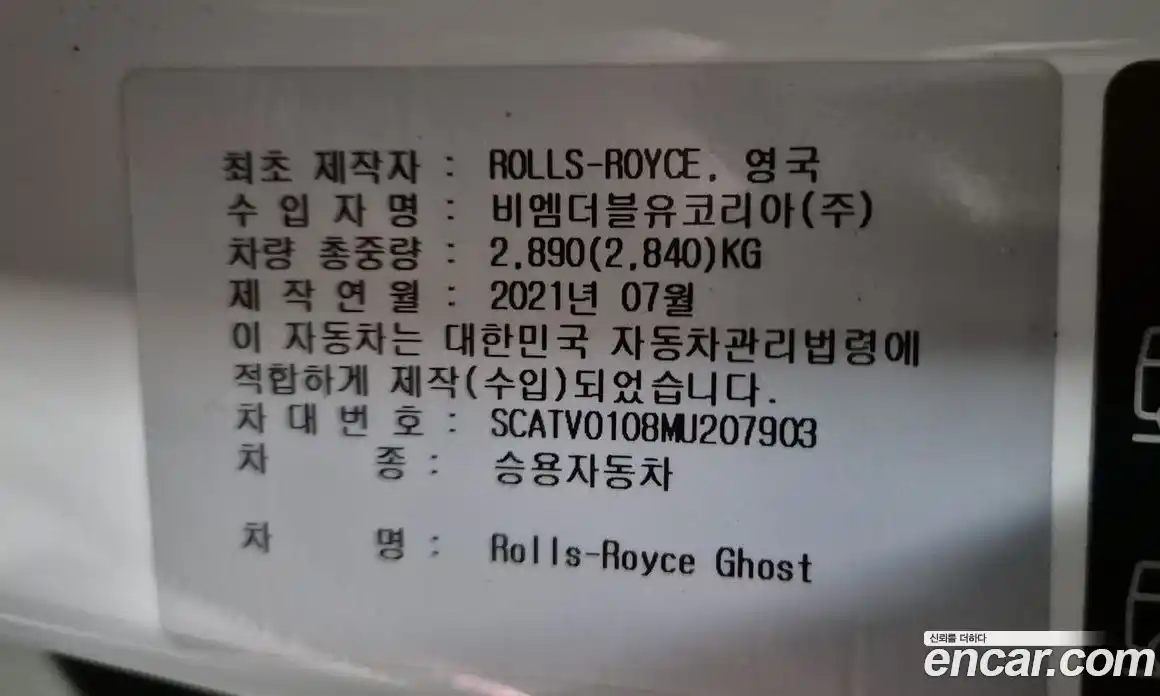 최초 제작자 : ROLLS-ROYCE, 영국
수 입 자 명 : 비엠더블유코리아(주)
차량 총중량 : 2,890(2,840)KG
제 작 연 월 : 2021년 07월
이 자동차는 대한민국 자동차관리법령에
적합하게 제작(수입)되었습니다.
차 대 번 호 : SCATV0108MU207903
차 종 : 승용자동차
차 명 : Rolls-Royce Ghost
신뢰를 더하다
encar.com